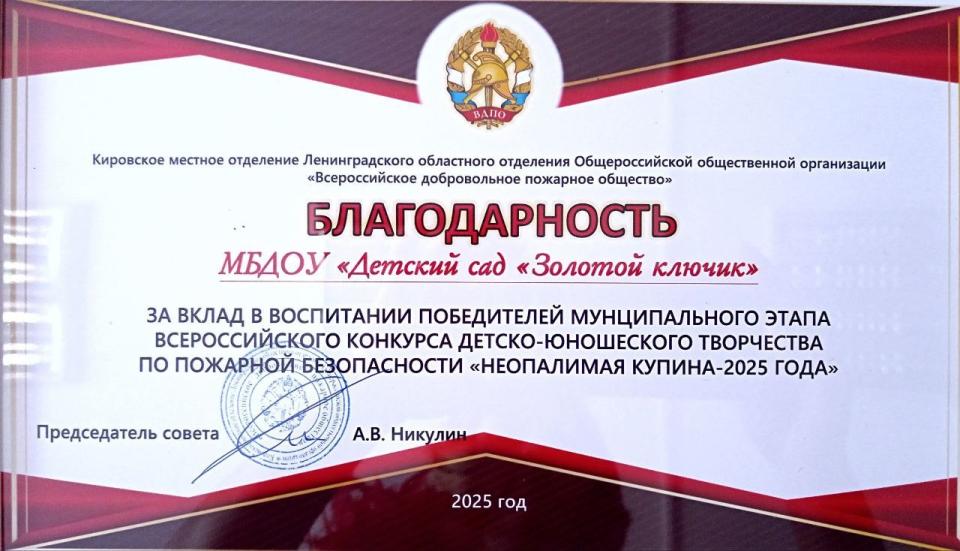 ВДПО
Кировское местное отделение Ленинградского областного отделения Общероссийской общественной организации
«Всероссийское добровольное пожарное общество»
БЛАГОДАРНОСТЬ
МБДОУ «Детский сад «Золотой ключик»
ЗА ВКЛАД В ВОСПИТАНИИ ПОБЕДИТЕЛЕЙ МУНЦИПАЛЬНОГО ЭТАПА
ВСЕРОССИЙСКОГО КОНКУРСА ДЕТСКО-ЮНОШЕСКОГО ТВОРЧЕСТВА
ПО ПОЖАРНОЙ БЕЗОПАСНОСТИ «НЕОПАЛИМАЯ КУПИНА-2025 ГОДА»
Председатель совета А.В. Никулин
2025 год